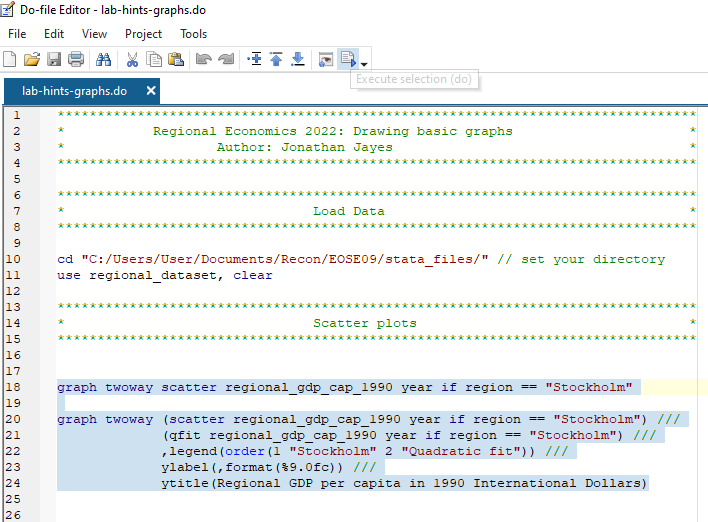 Do-file Editor - lab-hints-graphs.do
File Edit View Project Tools
Execute selection (do)
lab-hints-graphs.do ×
1 ********************************************************************************
2 * Regional Economics 2022: Drawing basic graphs *
3 * Author: Jonathan Jayes *
4 ********************************************************************************
5
6 ********************************************************************************
7 * Load Data *
8 ********************************************************************************
9
10 cd "C:/Users/User/Documents/Recon/EOSE09/stata_files/" // set your directory
11 use regional_dataset, clear
12
13 ********************************************************************************
14 * Scatter plots *
15 ********************************************************************************
16
17
18 graph twoway scatter regional_gdp_cap_1990 year if region == "Stockholm"
19
20 graph twoway (scatter regional_gdp_cap_1990 year if region == "Stockholm") ///
21 (qfit regional_gdp_cap_1990 year if region == "Stockholm") ///
22 ,legend(order(1 "Stockholm" 2 "Quadratic fit")) ///
23 ylabel(,format(%9.0fc)) ///
24 ytitle(Regional GDP per capita in 1990 International Dollars)
25
26